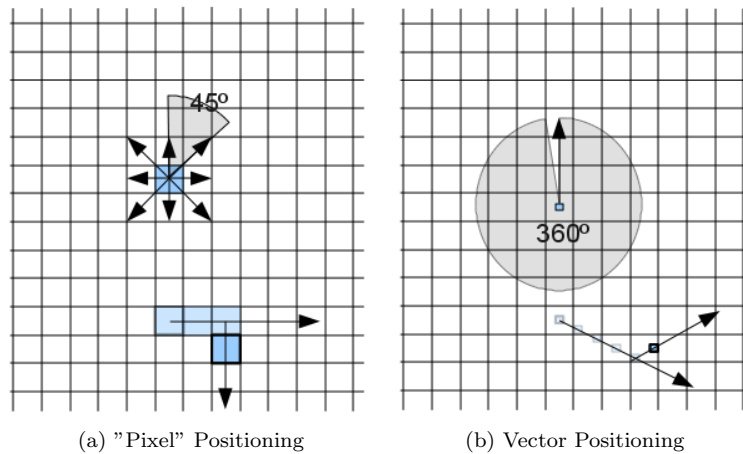 45º
360º
(a) ”Pixel” Positioning
(b) Vector Positioning